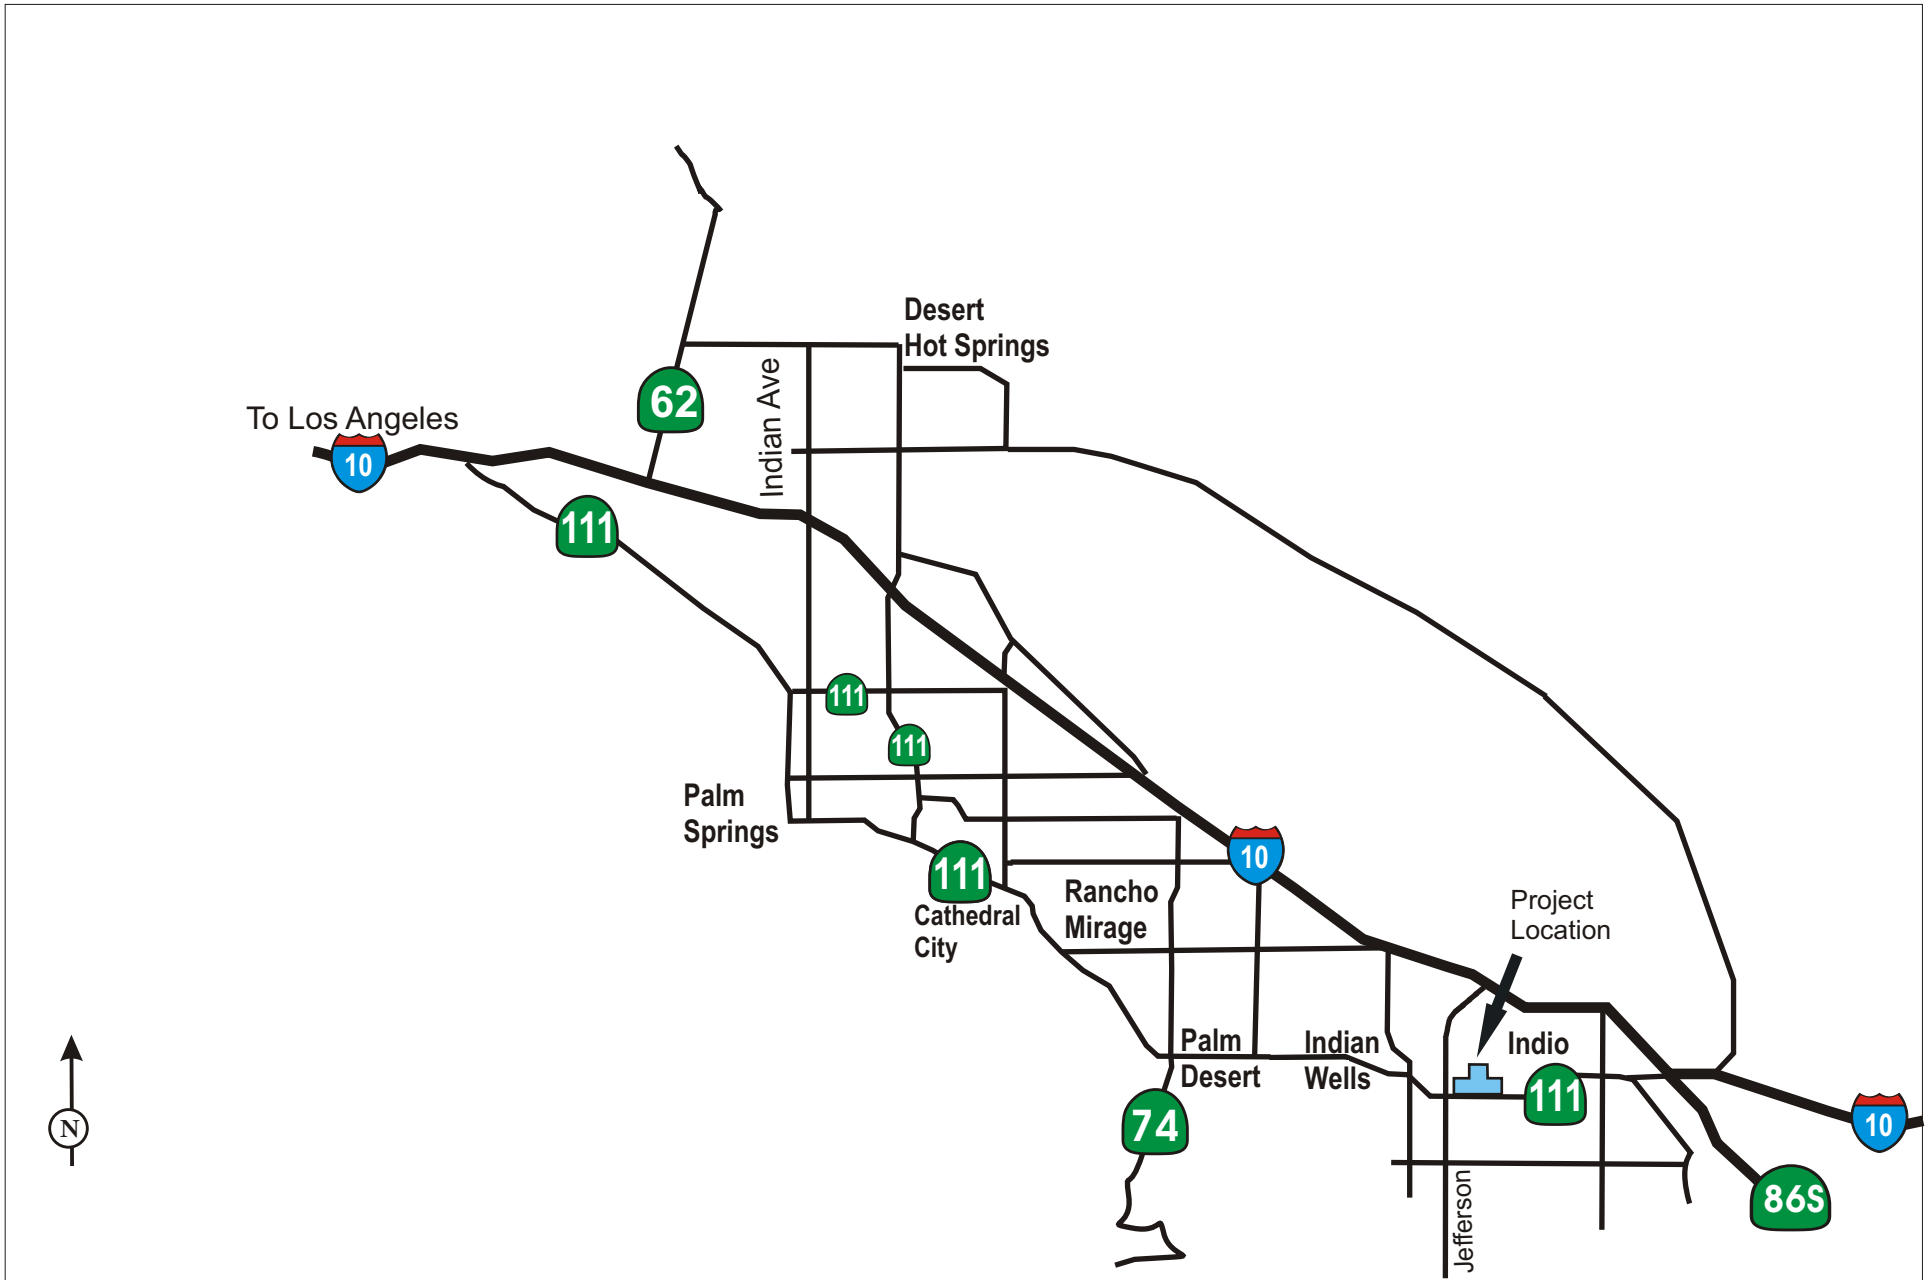 Desert
Hot Springs
Indian Ave
62
To Los Angeles
10
111
111
111
Palm
Springs
10
111
Rancho
Mirage
Cathedral
City
Project
Location
Palm
Desert
Indian
Wells
Indio
111
74
N
10
86S
Jefferson